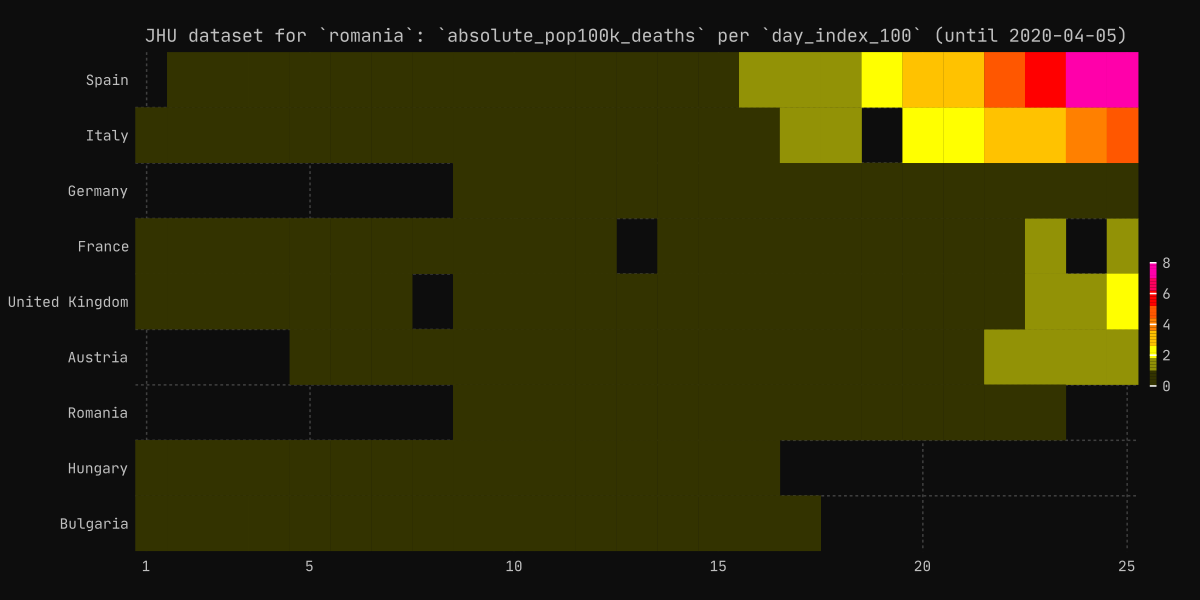 JHU dataset for `romania`: `absolute_pop100k_deaths` per `day_index_100` (until 2020-04-05)
Spain
Italy
Germany
France
United Kingdom
Austria
Romania
Hungary
Bulgaria
8
6
4
2
0
1 5 10 15 20 25